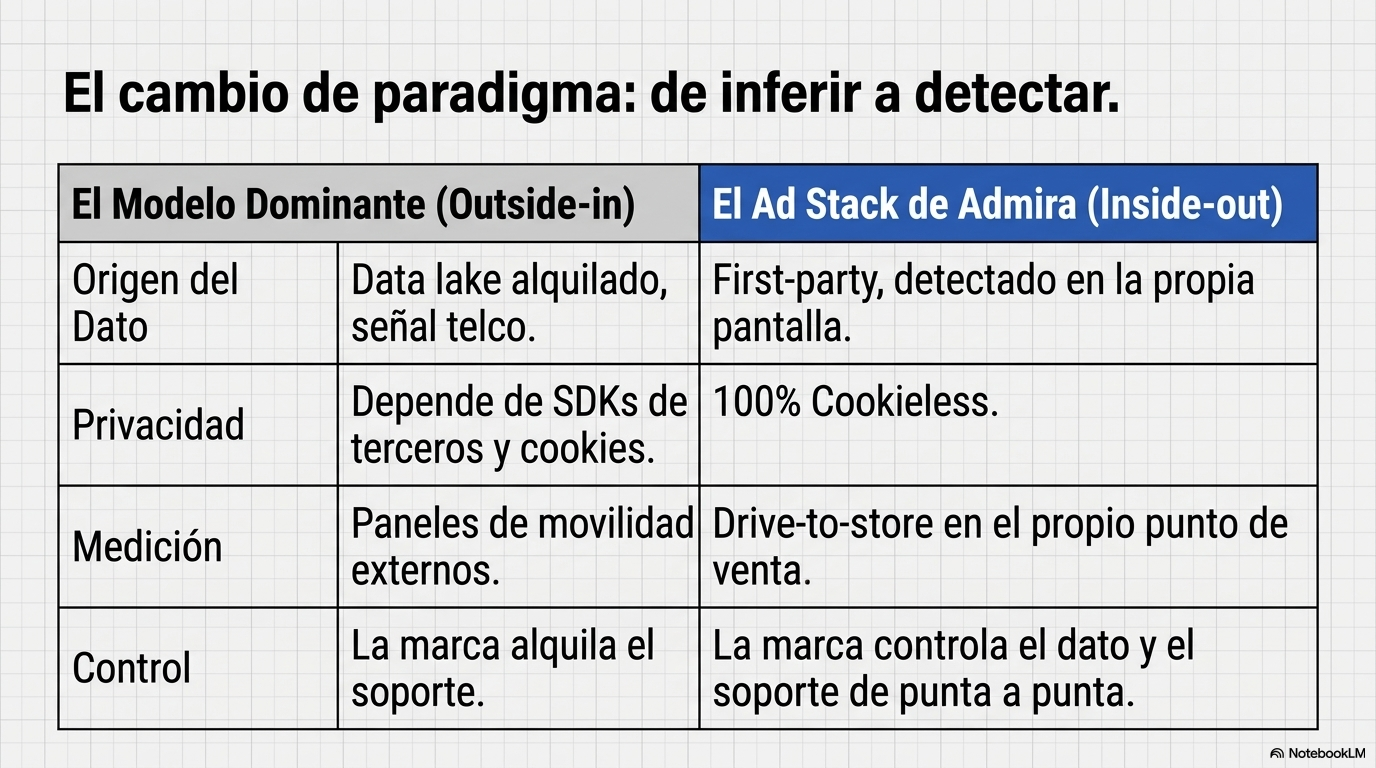 El cambio de paradigma: de inferir a detectar.
El Modelo Dominante (Outside-in)
El Ad Stack de Admira (Inside-out)
Origen del
Dato
Data lake alquilado,
señal telco.
First-party, detectado en la propia
pantalla.
Privacidad
Depende de SDKs de
terceros y cookies.
100% Cookieless.
Medición
Paneles de movilidad
externos.
Drive-to-store en el propio punto de
venta.
Control
La marca alquila el
soporte.
La marca controla el dato y el
soporte de punta a punta.
NotebookLM